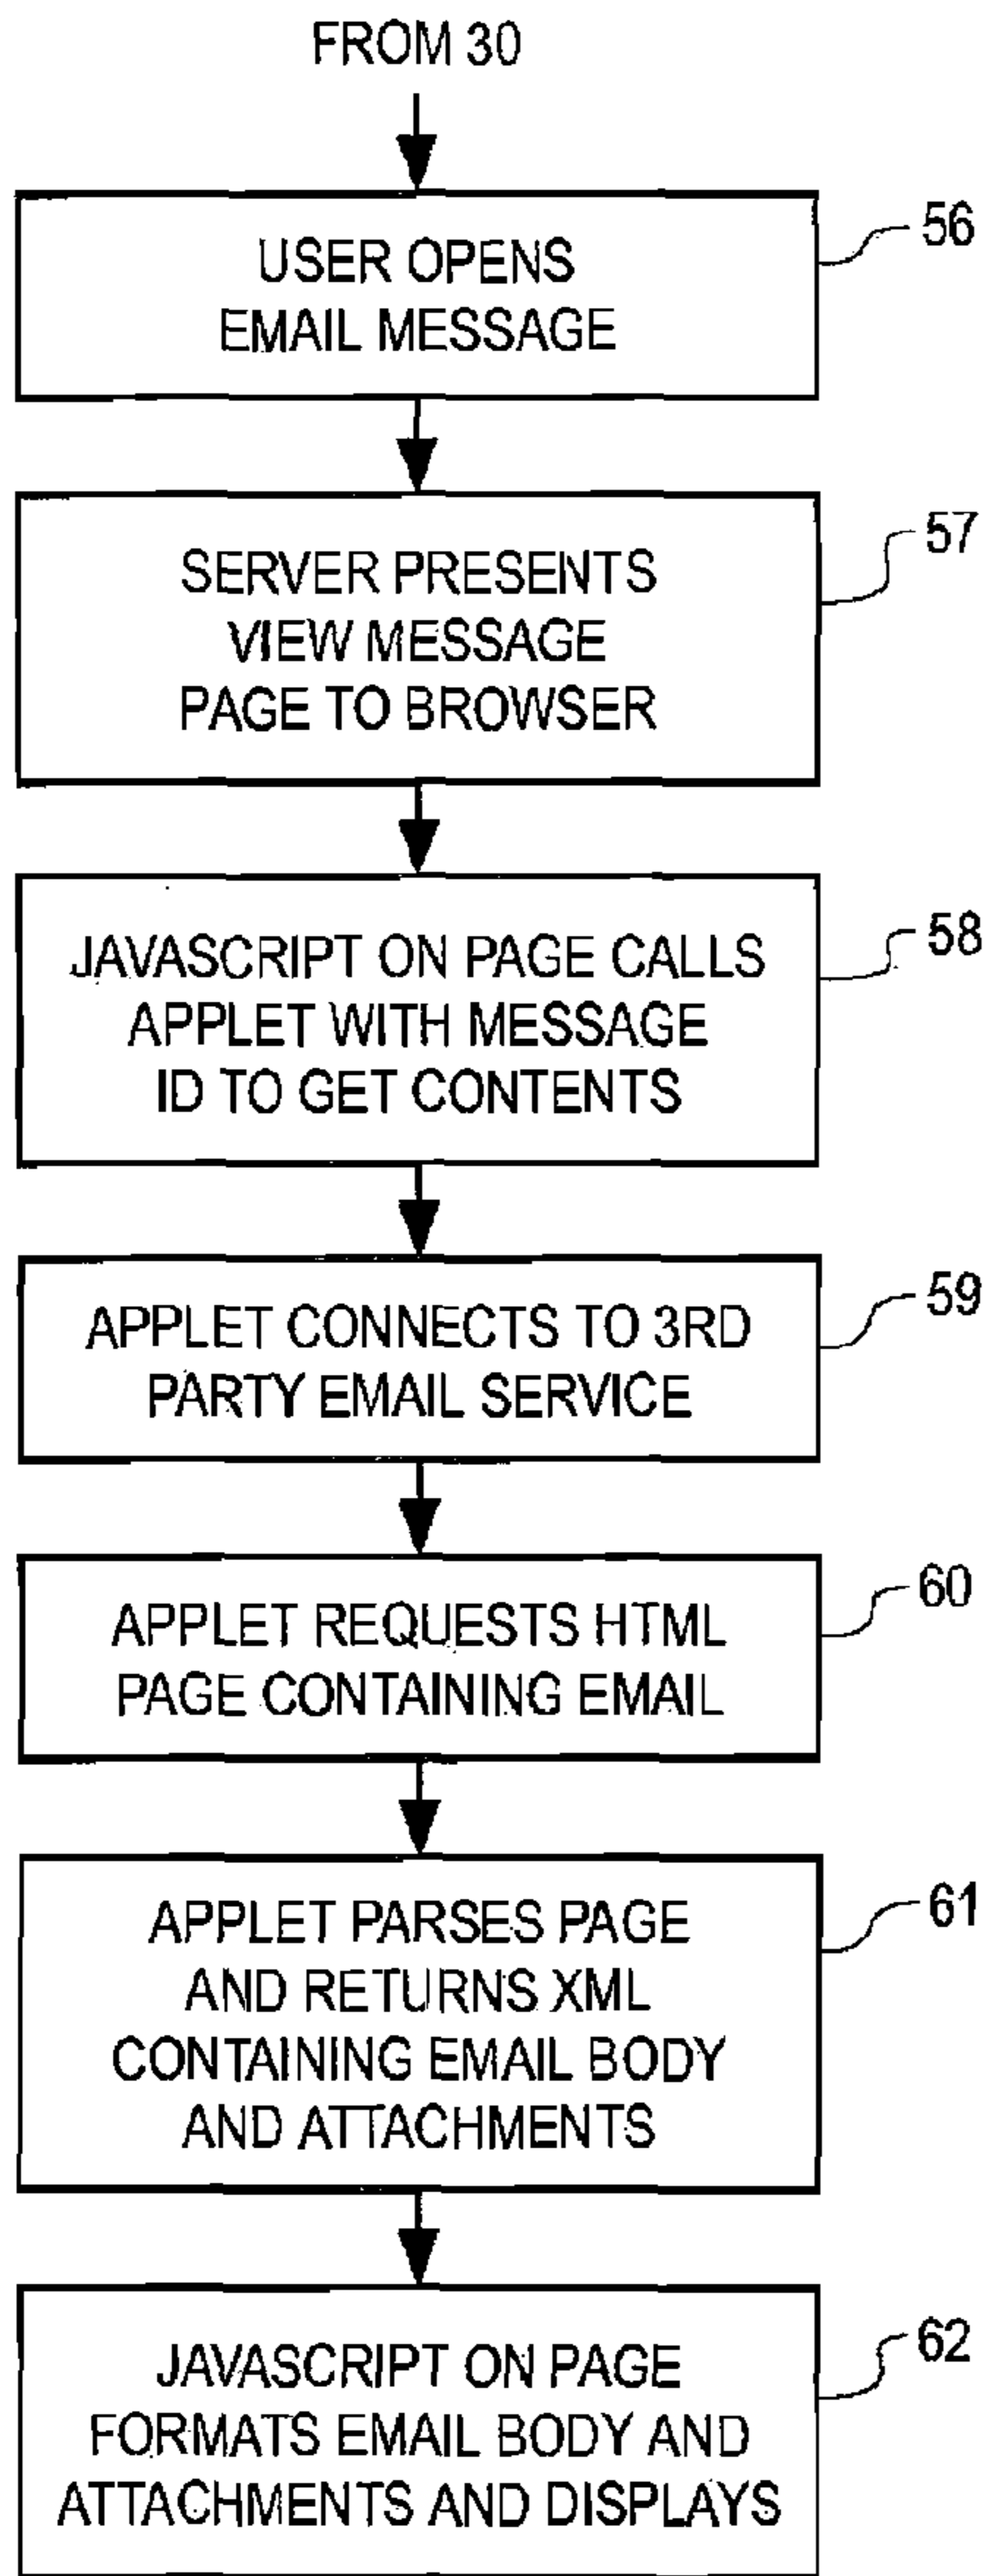 FROM 30
USER OPENS
EMAIL MESSAGE
56
SERVER PRESENTS
VIEW MESSAGE
PAGE TO BROWSER
57
JAVASCRIPT ON PAGE CALLS
APPLET WITH MESSAGE
ID TO GET CONTENTS
58
APPLET CONNECTS TO 3RD
PARTY EMAIL SERVICE
59
APPLET REQUESTS HTML
PAGE CONTAINING EMAIL
60
APPLET PARSES PAGE
AND RETURNS XML
CONTAINING EMAIL BODY
AND ATTACHMENTS
61
JAVASCRIPT ON PAGE
FORMATS EMAIL BODY AND
ATTACHMENTS AND DISPLAYS
62